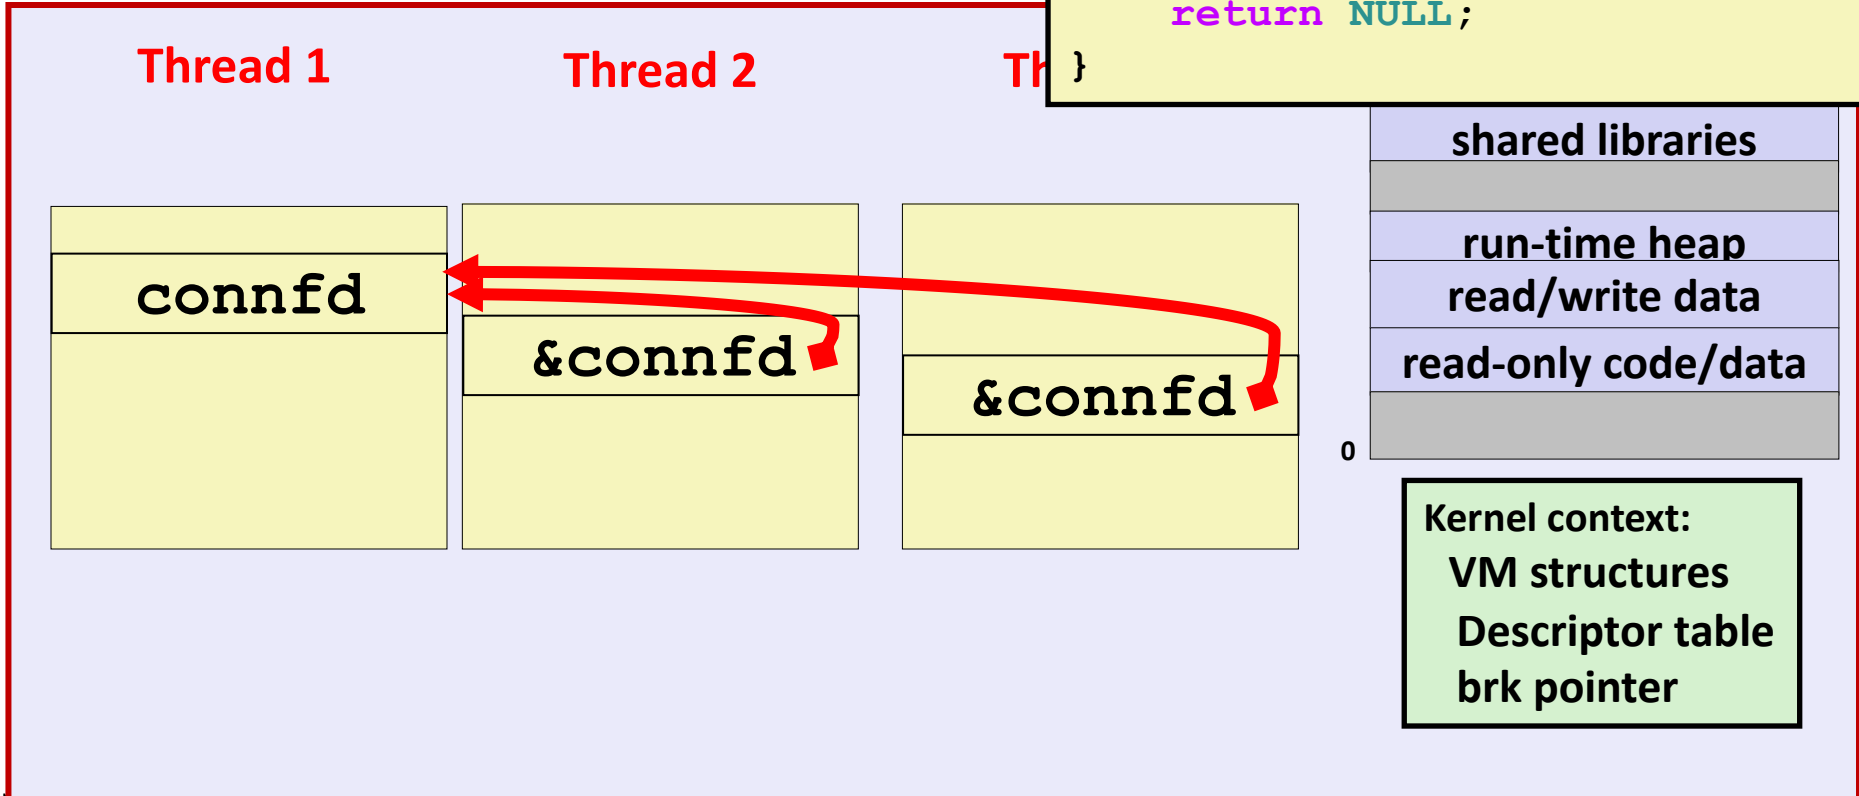 return NULL;
}
Thread 1
Thread 2
Th
shared libraries
run-time heap
read/write data
read-only code/data
0
connfd
&connfd
&connfd
Kernel context:
VM structures
Descriptor table
brk pointer